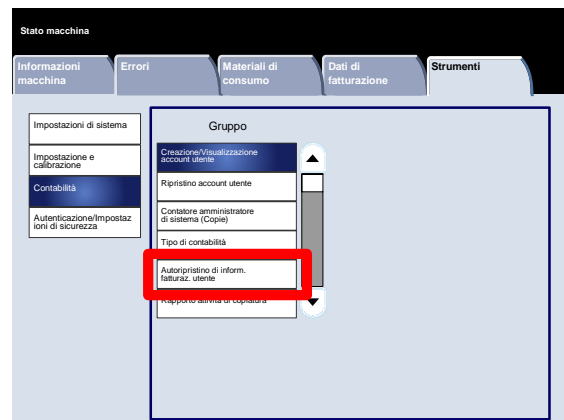 Stato macchina
Informazioni
macchina
Errori
Materiali di
consumo
Dati di
fatturazione
Strumenti
Impostazioni di sistema
Impostazione e
calibrazione
Contabilità
Autenticazione/Impostaz
ioni di sicurezza
Gruppo
Creazione/Visualizzazione
account utente
Ripristino account utente
Contatore amministratore
di sistema (Copie)
Tipo di contabilità
Autoripristino di inform.
fatturaz. utente
Rapporto attività di copiatura